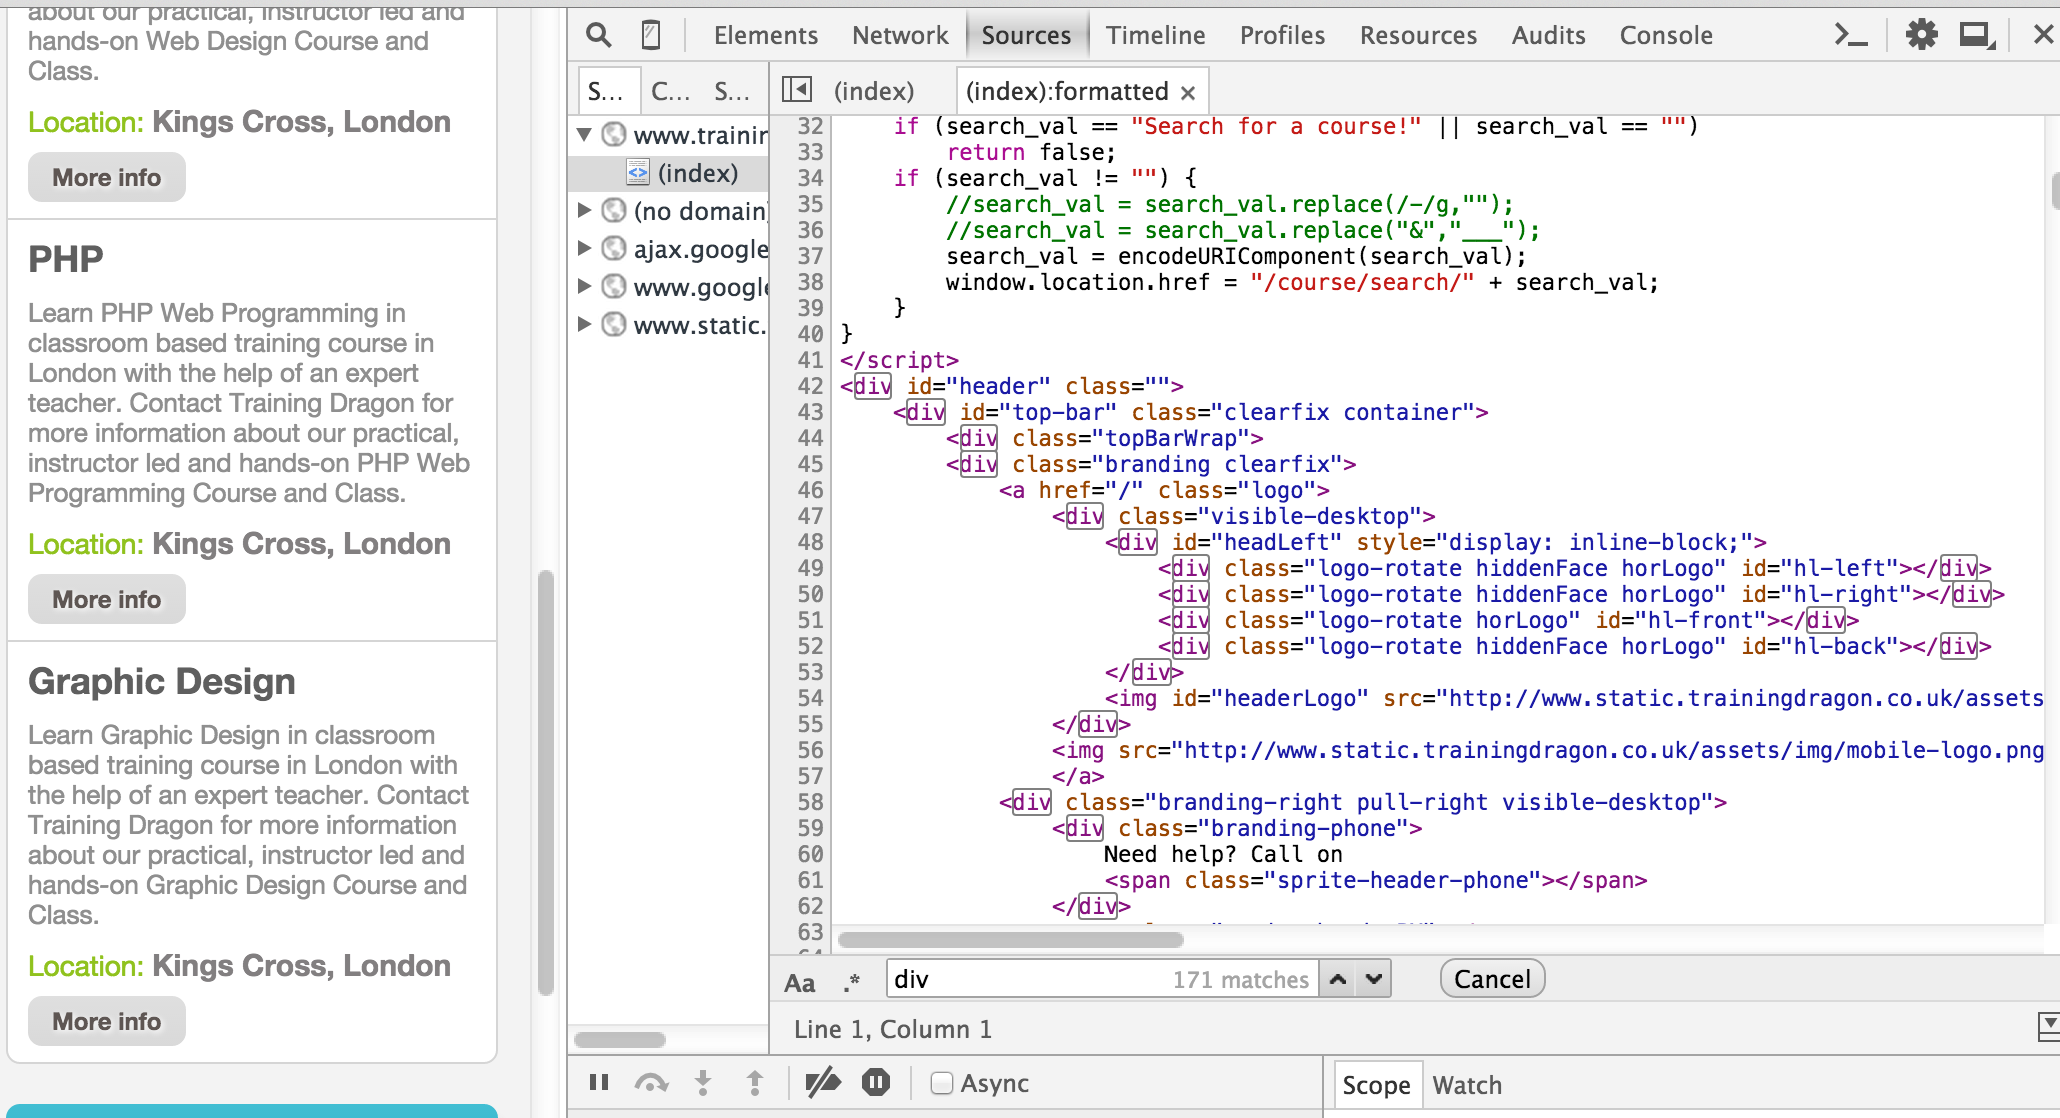 about our practical, instructor led and
hands-on Web Design Course and
Class.
Location: Kings Cross, London
More info
PHP
Learn PHP Web Programming in
classroom based training course in
London with the help of an expert
teacher. Contact Training Dragon for
more information about our practical,
instructor led and hands-on PHP Web
Programming Course and Class.
Location: Kings Cross, London
More info
Graphic Design
Learn Graphic Design in classroom
based training course in London with
the help of an expert teacher. Contact
Training Dragon for more information
about our practical, instructor led and
hands-on Graphic Design Course and
Class.
Location: Kings Cross, London
More info
Elements Network Sources Timeline Profiles Resources Audits Console
S... C... S...
(index) (index):formatted ×
www.trainin
(index)
(no domain)
ajax.google
www.google
www.static.
32 if (search_val == "Search for a course!" || search_val == "")
33 return false;
34 if (search_val != "") {
35 //search_val = search_val.replace(/-/g,"");
36 //search_val = search_val.replace("&","___");
37 search_val = encodeURIComponent(search_val);
38 window.location.href = "/course/search/" + search_val;
39 }
40 }
41 </script>
42 <div id="header" class="">
43 <div id="top-bar" class="clearfix container">
44 <div class="topBarWrap">
45 <div class="branding clearfix">
46 <a href="/" class="logo">
47 <div class="visible-desktop">
48 <div id="headLeft" style="display: inline-block;">
49 <div class="logo-rotate hiddenFace horLogo" id="hl-left"></div>
50 <div class="logo-rotate hiddenFace horLogo" id="hl-right"></div>
51 <div class="logo-rotate horLogo" id="hl-front"></div>
52 <div class="logo-rotate hiddenFace horLogo" id="hl-back"></div>
53 </div>
54 <img id="headerLogo" src="http://www.static.trainingdragon.co.uk/assets
55 </div>
56 <img src="http://www.static.trainingdragon.co.uk/assets/img/mobile-logo.png
57 </a>
58 <div class="branding-right pull-right visible-desktop">
59 <div class="branding-phone">
60 Need help? Call on
61 <span class="sprite-header-phone"></span>
62 </div>
63
Aa .* div 171 matches Cancel
Line 1, Column 1
Async
Scope Watch